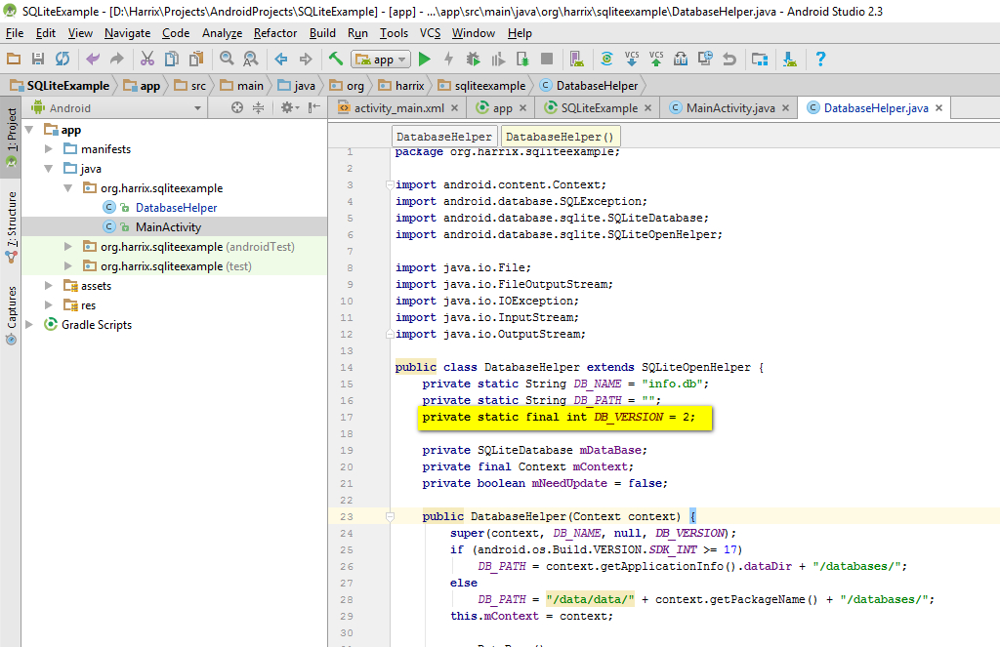 SQLiteExample - [D:\Harrix\Projects\AndroidProjects\SQLiteExample] - [app] - ...\app\src\main\java\org\harrix\sqliteexample\DatabaseHelper.java - Android Studio 2.3
File Edit View Navigate Code Analyze Refactor Build Run Tools VCS Window Help
app
VCS VCS
SQLiteExample app src main java org harrix sqliteexample DatabaseHelper
1: Project
7: Structure
Captures
Android
app
manifests
java
org.harrix.sqliteexample
DatabaseHelper
MainActivity
org.harrix.sqliteexample (androidTest)
org.harrix.sqliteexample (test)
assets
res
Gradle Scripts
activity_main.xml app SQLiteExample MainActivity.java DatabaseHelper.java
DatabaseHelper DatabaseHelper()
1 package org.harrix.sqliteexample;
2
3 import android.content.Context;
4 import android.database.SQLException;
5 import android.database.sqlite.SQLiteDatabase;
6 import android.database.sqlite.SQLiteOpenHelper;
7
8 import java.io.File;
9 import java.io.FileOutputStream;
10 import java.io.IOException;
11 import java.io.InputStream;
12 import java.io.OutputStream;
13
14 public class DatabaseHelper extends SQLiteOpenHelper {
15 private static String DB_NAME = "info.db";
16 private static String DB_PATH = "";
17 private static final int DB_VERSION = 2;
18
19 private SQLiteDatabase mDataBase;
20 private final Context mContext;
21 private boolean mNeedUpdate = false;
22
23 public DatabaseHelper(Context context) {
24 super(context, DB_NAME, null, DB_VERSION);
25 if (android.os.Build.VERSION.SDK_INT >= 17)
26 DB_PATH = context.getApplicationInfo().dataDir + "/databases/";
27 else
28 DB_PATH = "/data/data/" + context.getPackageName() + "/databases/";
29 this.mContext = context;
30